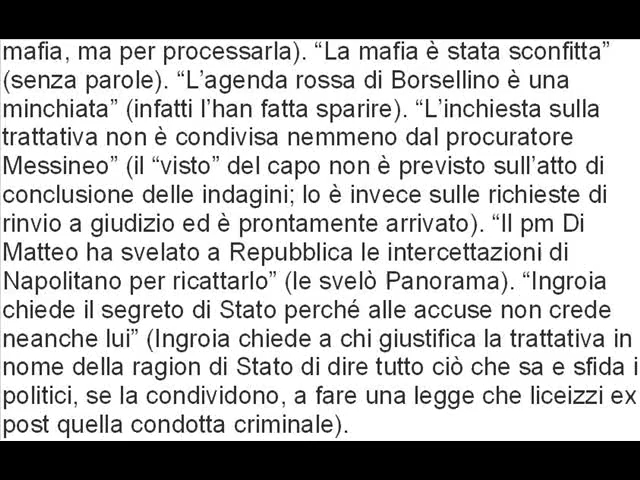 mafia, ma per processarla). “La mafia è stata sconfitta”
(senza parole). “L’agenda rossa di Borsellino è una
minchiata” (infatti l’han fatta sparire). “L’inchiesta sulla
trattativa non è condivisa nemmeno dal procuratore
Messineo” (il “visto” del capo non è previsto sull’atto di
conclusione delle indagini; lo è invece sulle richieste di
rinvio a giudizio ed è prontamente arrivato). “Il pm Di
Matteo ha svelato a Repubblica le intercettazioni di
Napolitano per ricattarlo” (le svelò Panorama). “Ingroia
chiede il segreto di Stato perché alle accuse non crede
neanche lui” (Ingroia chiede a chi giustifica la trattativa in
nome della ragion di Stato di dire tutto ciò che sa e sfida i
politici, se la condividono, a fare una legge che liceizzi ex
post quella condotta criminale).